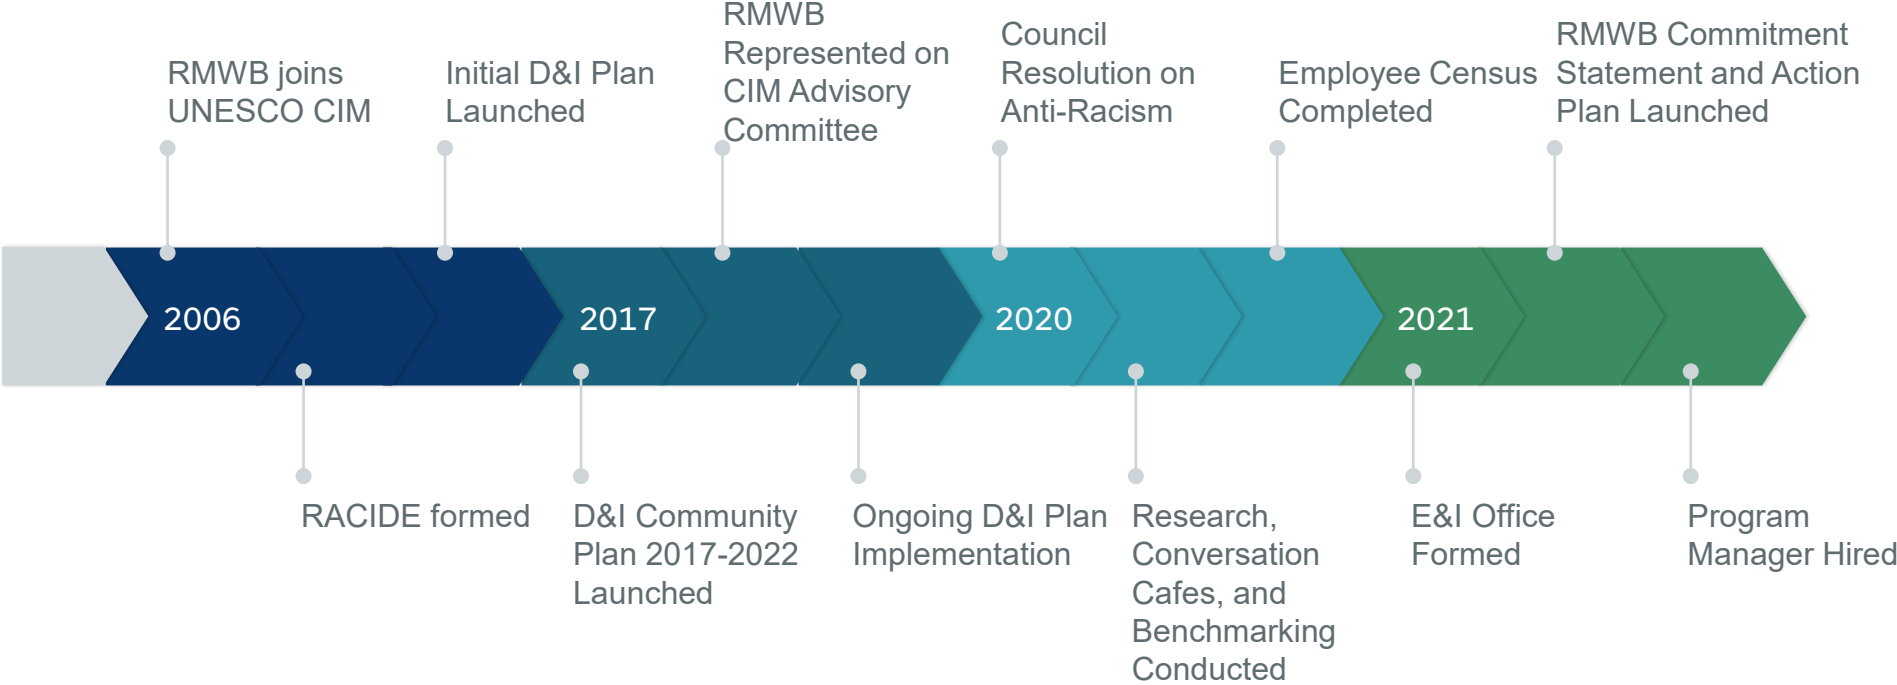 RMWB joins
UNESCO CIM
Initial D&I Plan
Launched
RMWB
Represented on
CIM Advisory
Committee
Council
Resolution on
Anti-Racism
Employee Census
Completed
RMWB Commitment
Statement and Action
Plan Launched
2006
2017
2020
2021
RACIDE formed
D&I Community
Plan 2017-2022
Launched
Ongoing D&I Plan
Implementation
Research,
Conversation
Cafes, and
Benchmarking
Conducted
E&I Office
Formed
Program
Manager Hired